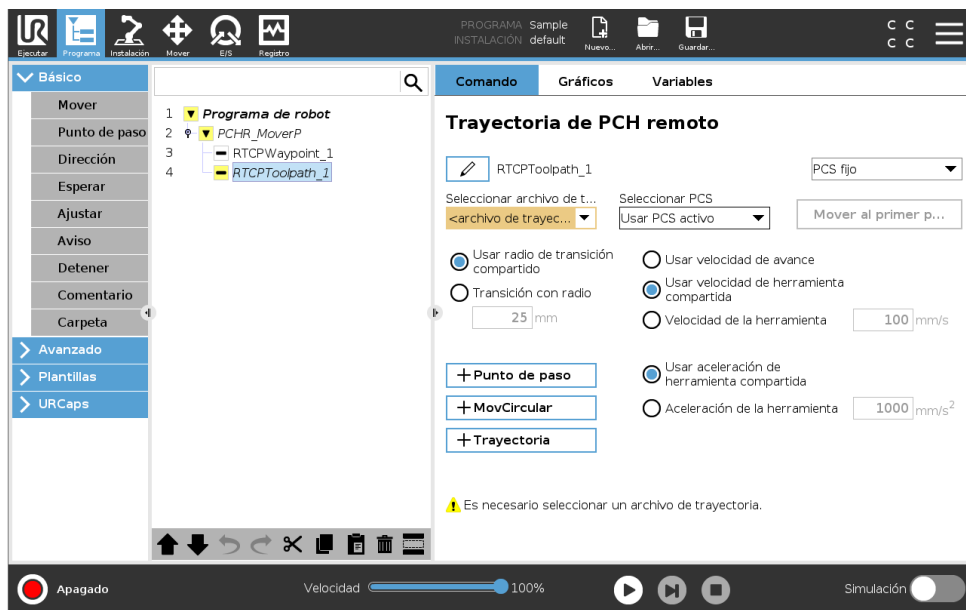 PROGRAMA Sample
INSTALACIÓN default
Ejecutar
Programa
Instalación
Mover
E/S
Registro
Nuevo...
Abrir...
Guardar...
C C
C C
Básico
Mover
Punto de paso
Dirección
Esperar
Ajustar
Aviso
Detener
Comentario
Carpeta
Avanzado
Plantillas
URCaps
1 Programa de robot
2 PCHR_MoverP
3 RTCPWaypoint_1
4 RTCPToolpath_1
Comando Gráficos Variables
Trayectoria de PCH remoto
RTCPToolpath_1
PCS fijo
Seleccionar archivo de t...
<archivo de trayec...
Seleccionar PCS
Usar PCS activo
Mover al primer p...
Usar radio de transición
compartido
Transición con radio
25 mm
Usar velocidad de avance
Usar velocidad de herramienta
compartida
Velocidad de la herramienta 100 mm/s
+Punto de paso
+MovCircular
+Trayectoria
Usar aceleración de
herramienta compartida
Aceleración de la herramienta 1000 mm/s²
Es necesario seleccionar un archivo de trayectoria.
Apagado
Velocidad 100%
Simulación